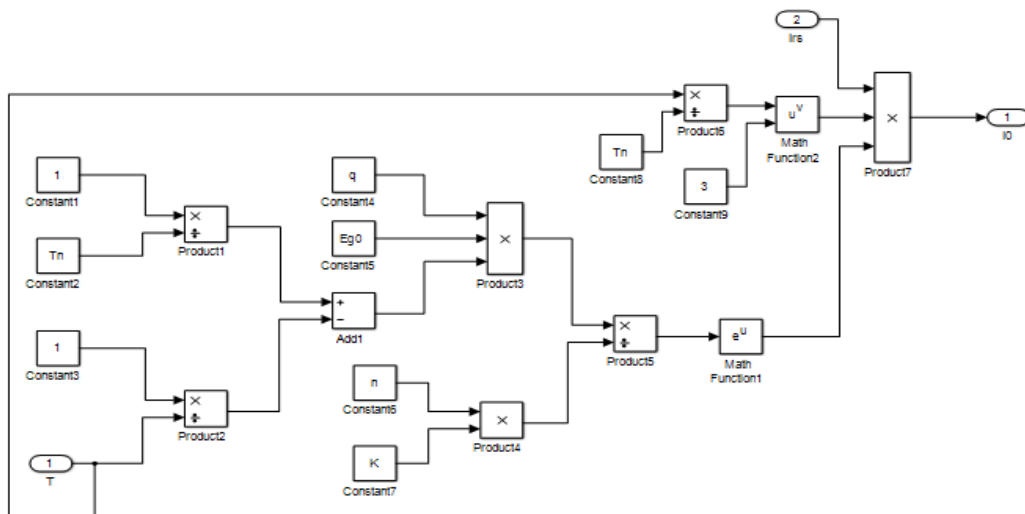 2
Irs
×
÷
Product6
u^v
Math
Function2
×
Product7
1
I0
Tn
Constant8
3
Constant9
1
Constant1
×
÷
Product1
Tn
Constant2
q
Constant4
Eg0
Constant5
×
Product3
+
−
Add1
1
Constant3
×
÷
Product2
×
÷
Product5
e^u
Math
Function1
n
Constant6
×
Product4
K
Constant7
1
T